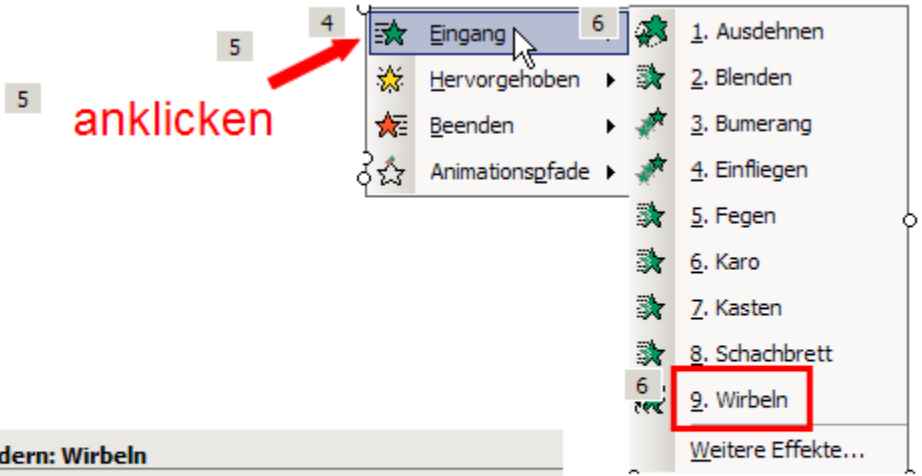 4
Eingang
6
5
5
anklicken
Hervorgehoben
Beenden
Animationspfade
1. Ausdehnen
2. Blenden
3. Bumerang
4. Einfliegen
5. Fegen
6. Karo
7. Kasten
8. Schachbrett
6
9. Wirbeln
Weitere Effekte...
dern: Wirbeln